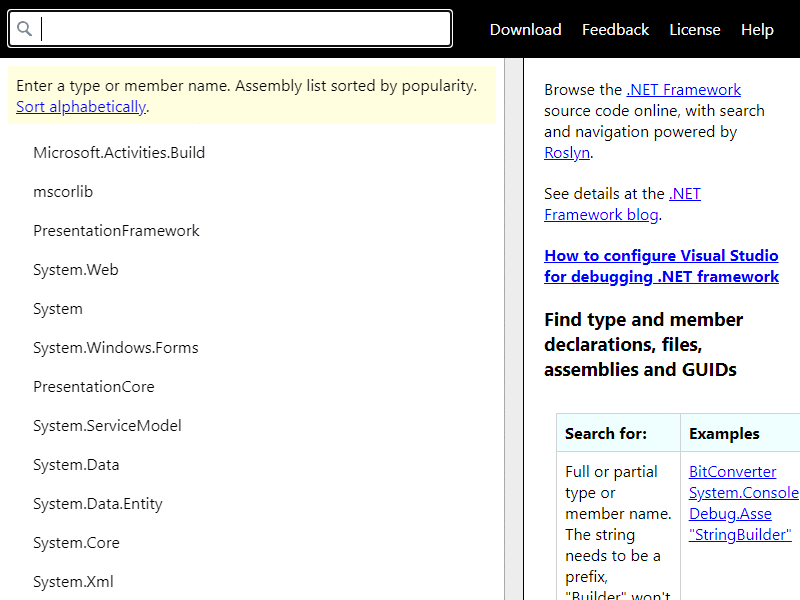 Download Feedback License Help
Enter a type or member name. Assembly list sorted by popularity.
Sort alphabetically.
Microsoft.Activities.Build
mscorlib
PresentationFramework
System.Web
System
System.Windows.Forms
PresentationCore
System.ServiceModel
System.Data
System.Data.Entity
System.Core
System.Xml
Browse the .NET Framework
source code online, with search
and navigation powered by
Roslyn.
See details at the .NET
Framework blog.
How to configure Visual Studio
for debugging .NET framework
Find type and member
declarations, files,
assemblies and GUIDs
Search for: Examples
Full or partial
type or
member name.
The string
needs to be a
prefix,
"Builder" won't
BitConverter
System.Console
Debug.Asse
"StringBuilder"